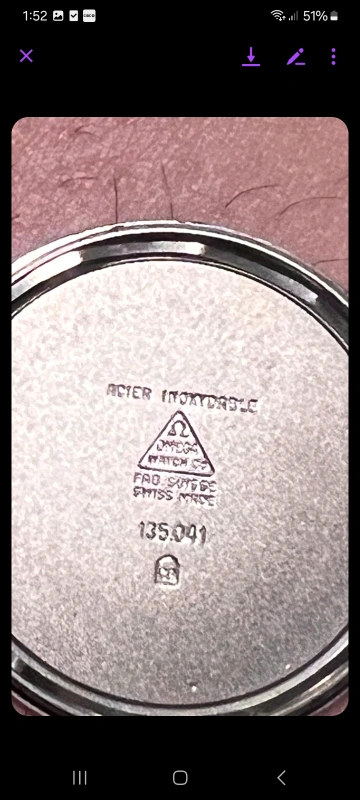 1:52
51%
ACIER INOXYDABLE
Ω
OMEGA
WATCH Co
FAB. SUISSE
SWISS MADE
135.041